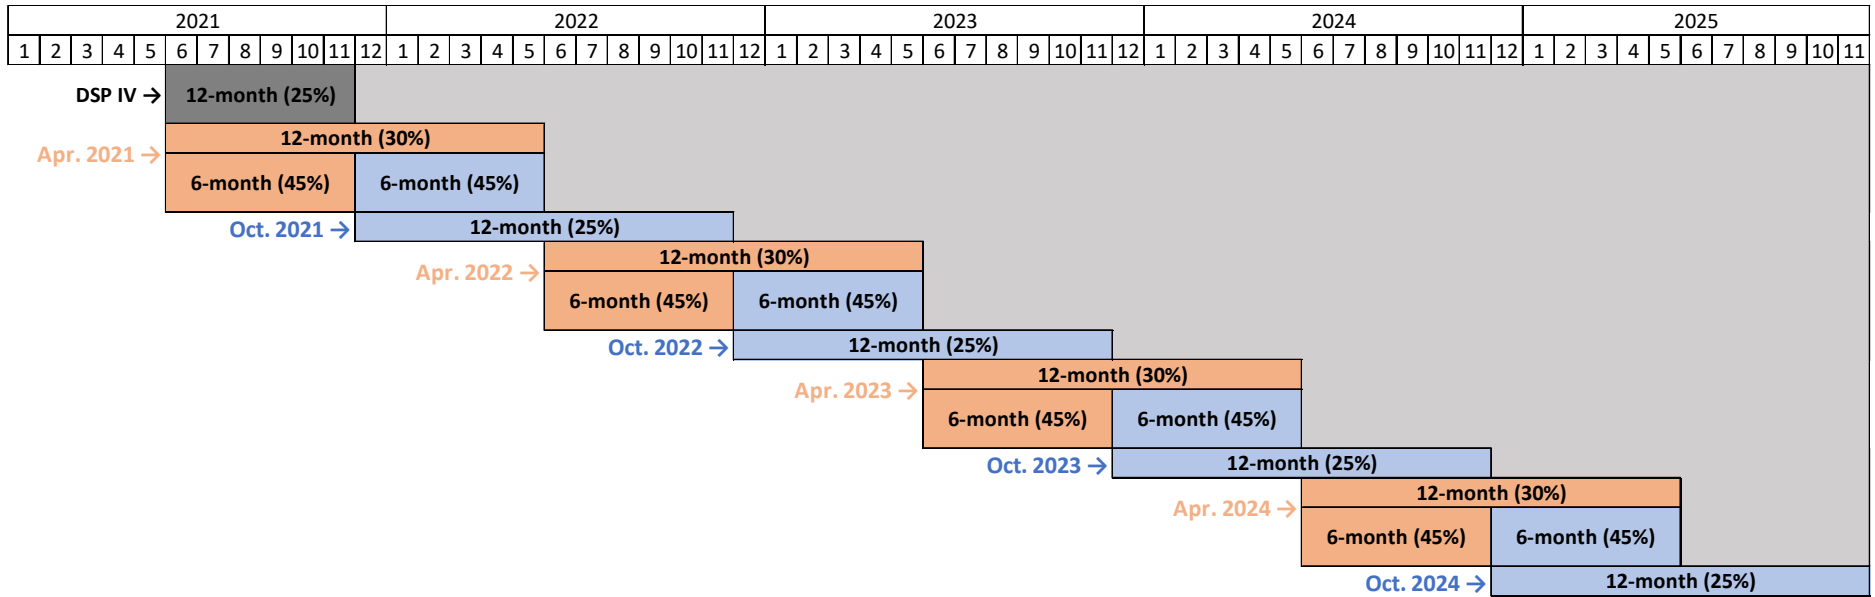 2021 2022 2023 2024 2025
1 2 3 4 5 6 7 8 9 10 11 12 1 2 3 4 5 6 7 8 9 10 11 12 1 2 3 4 5 6 7 8 9 10 11 12 1 2 3 4 5 6 7 8 9 10 11 12 1 2 3 4 5 6 7 8 9 10 11
DSP IV → 12-month (25%)
12-month (30%)
Apr. 2021 →
6-month (45%) 6-month (45%)
Oct. 2021 → 12-month (25%)
12-month (30%)
Apr. 2022 →
6-month (45%) 6-month (45%)
Oct. 2022 → 12-month (25%)
12-month (30%)
Apr. 2023 →
6-month (45%) 6-month (45%)
Oct. 2023 → 12-month (25%)
12-month (30%)
Apr. 2024 →
6-month (45%) 6-month (45%)
Oct. 2024 → 12-month (25%)